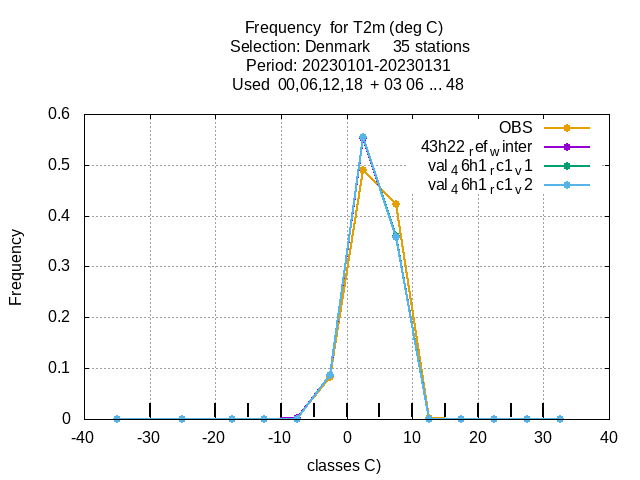 Frequency  for T2m (deg C)
Selection: Denmark     35 stations
Period: 20230101-20230131
Used  00,06,12,18  + 03 06 ... 48
0.6
0.5
0.4
0.3
0.2
0.1
0
Frequency
OBS
43h22_ref_winter
val_46h1_rc1_v1
val_46h1_rc1_v2
-40
-30
-20
-10
0
10
20
30
40
classes C)